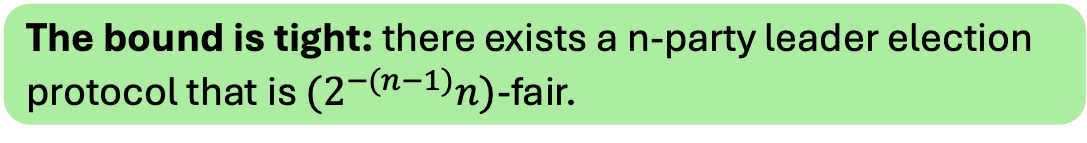 The bound is tight: there exists a n-party leader election
protocol that is (2^{-(n-1)}n)-fair.